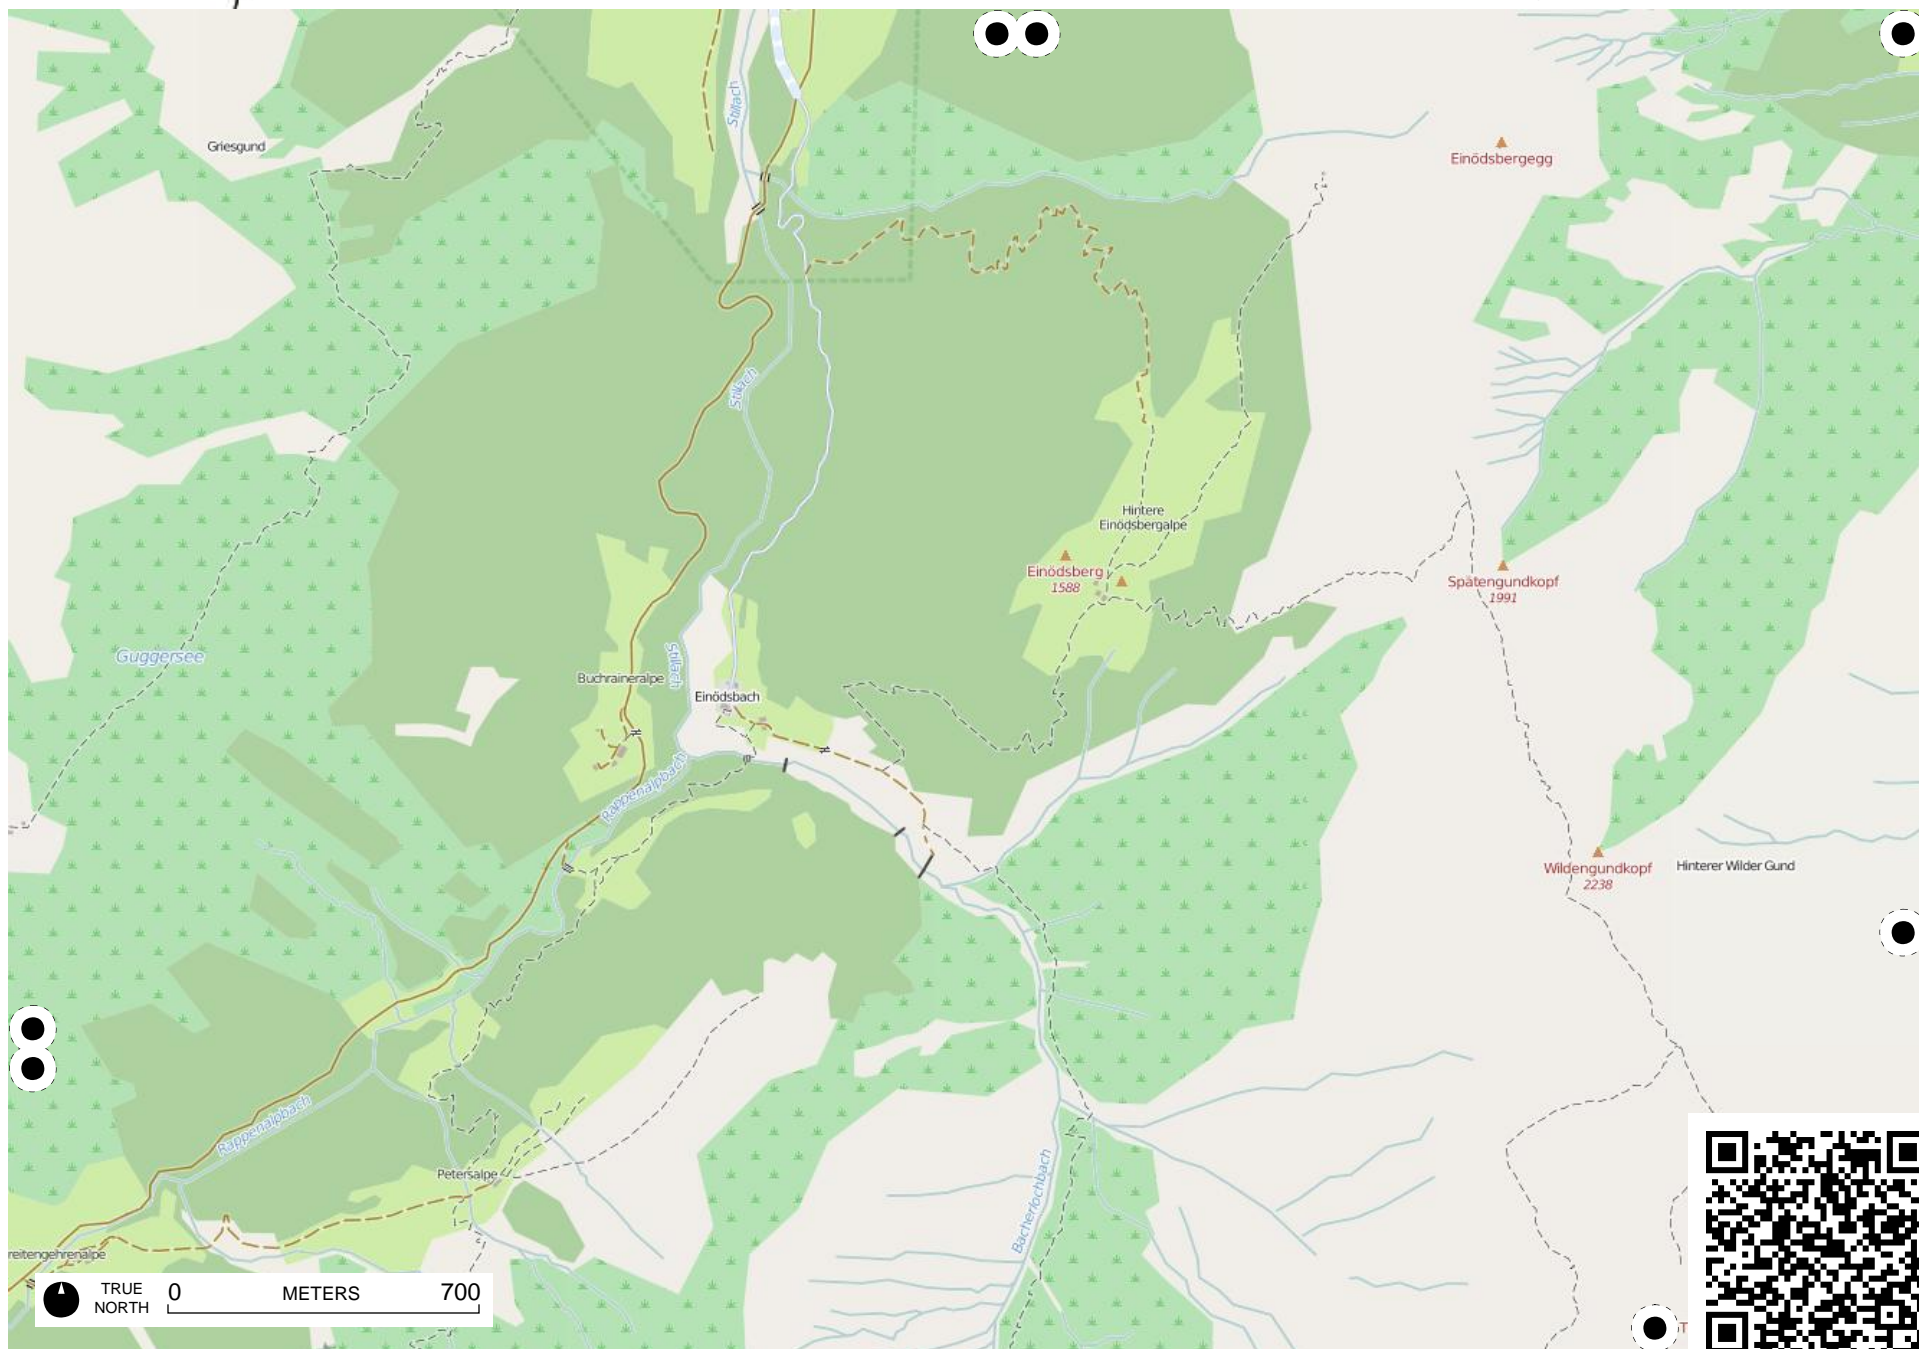 Stillach
Griesgund
Einödsbergegg
Stillach
Hintere
Einödsbergalpe
Einödsberg
1588
Spätengundkopf
1991
Guggersee
Stillach
Buchraineralpe
Einödsbach
Rappenalpbach
Wildengundkopf
2238
Hinterer Wilder Gund
Rappenalpbach
Petersalpe
Bacherlochbach
reitengehrenalpe
TRUE
NORTH
0 METERS 700
T